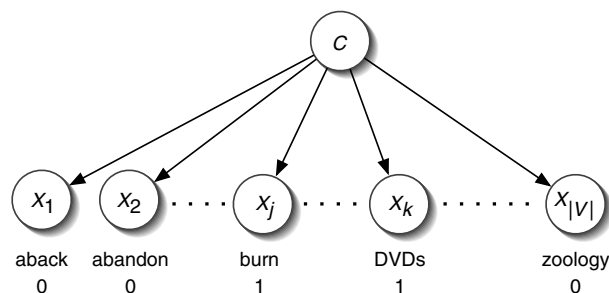 C
X1 X2 . . . . Xj . . . . . Xk . . . . . . X|V|
aback abandon burn DVDs zoology
0 0 1 1 0